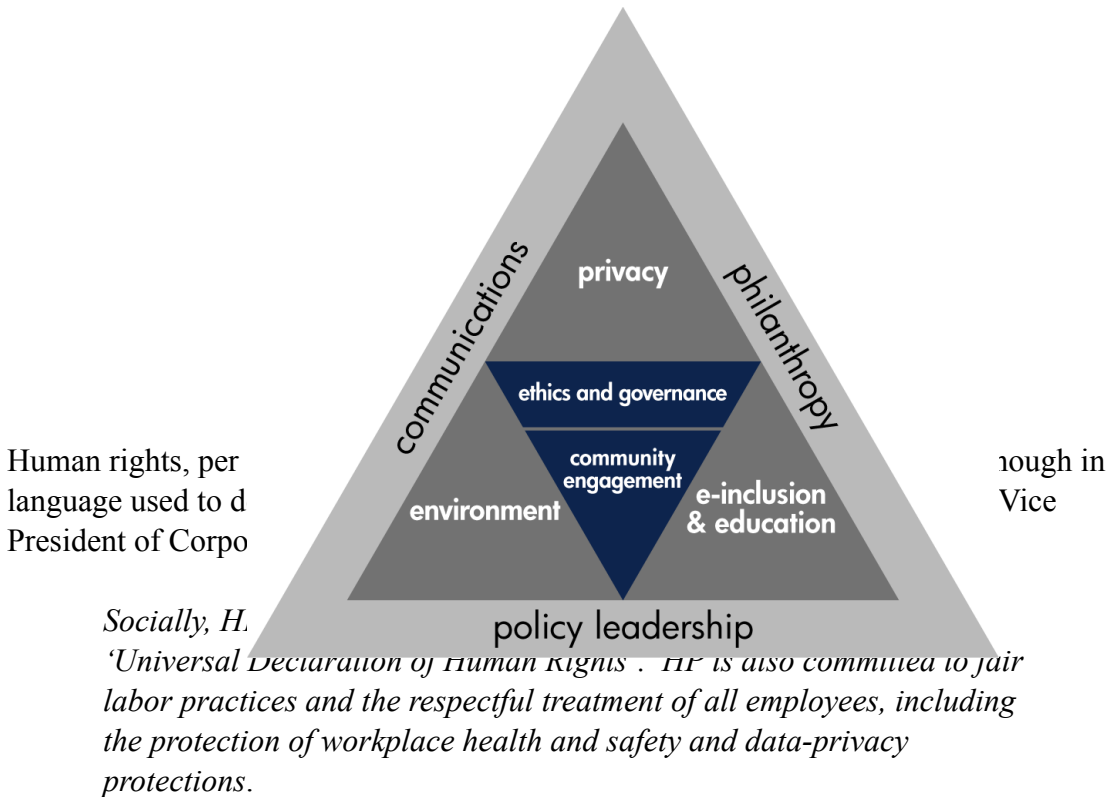 privacy
communications
philanthropy
ethics and governance
community
engagement
environment
e-inclusion
& education
policy leadership
Human rights, per in
language used to Vice
President of
Socially,
‘Universal Declaration of Human Rights’. HP is also committed to fair
labor practices and the respectful treatment of all employees, including
the protection of workplace health and safety and data-privacy
protections.